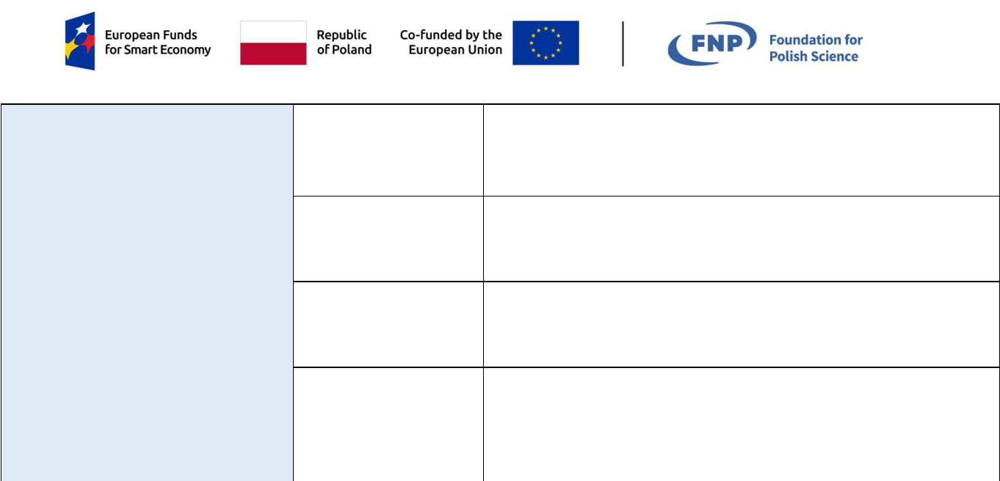 European Funds
for Smart Economy
Republic
of Poland
Co-funded by the
European Union
FNP
Foundation for
Polish Science